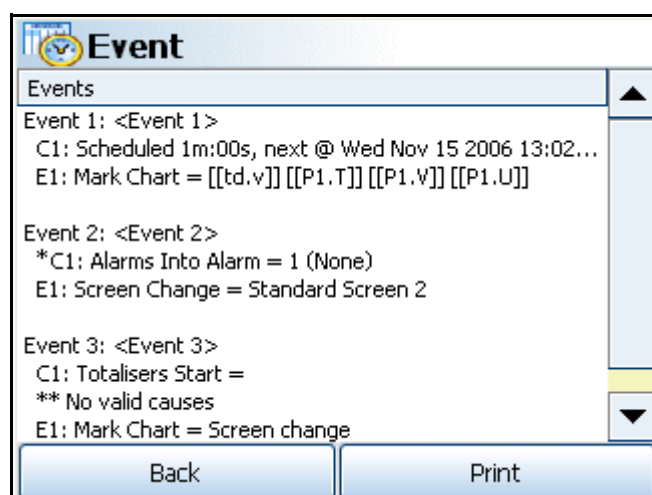 Event
Events
Event 1: <Event 1>
C1: Scheduled 1m:00s, next @ Wed Nov 15 2006 13:02...
E1: Mark Chart = [[td.v]] [[P1.T]] [[P1.V]] [[P1.U]]
Event 2: <Event 2>
*C1: Alarms Into Alarm = 1 (None)
E1: Screen Change = Standard Screen 2
Event 3: <Event 3>
C1: Totalisers Start =
** No valid causes
E1: Mark Chart = Screen change
Back Print